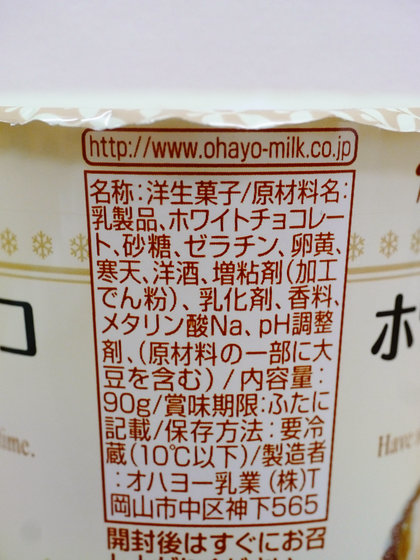 http://www.ohayo-milk.co.jp
名称:洋生菓子/原材料名:
乳製品、ホワイトチョコレー
ト、砂糖、ゼラチン、卵黄、
寒天、洋酒、増粘剤(加工
でん粉)、乳化剤、香料、
メタリン酸Na、pH調整
剤、(原材料の一部に大
豆を含む)/内容量:
90g/賞味期限:ふたに
記載/保存方法:要冷
蔵(10℃以下)/製造者
:オハヨー乳業(株)T
岡山市中区神下565
開封後はすぐにお召
コ
ホ
ime.
Have